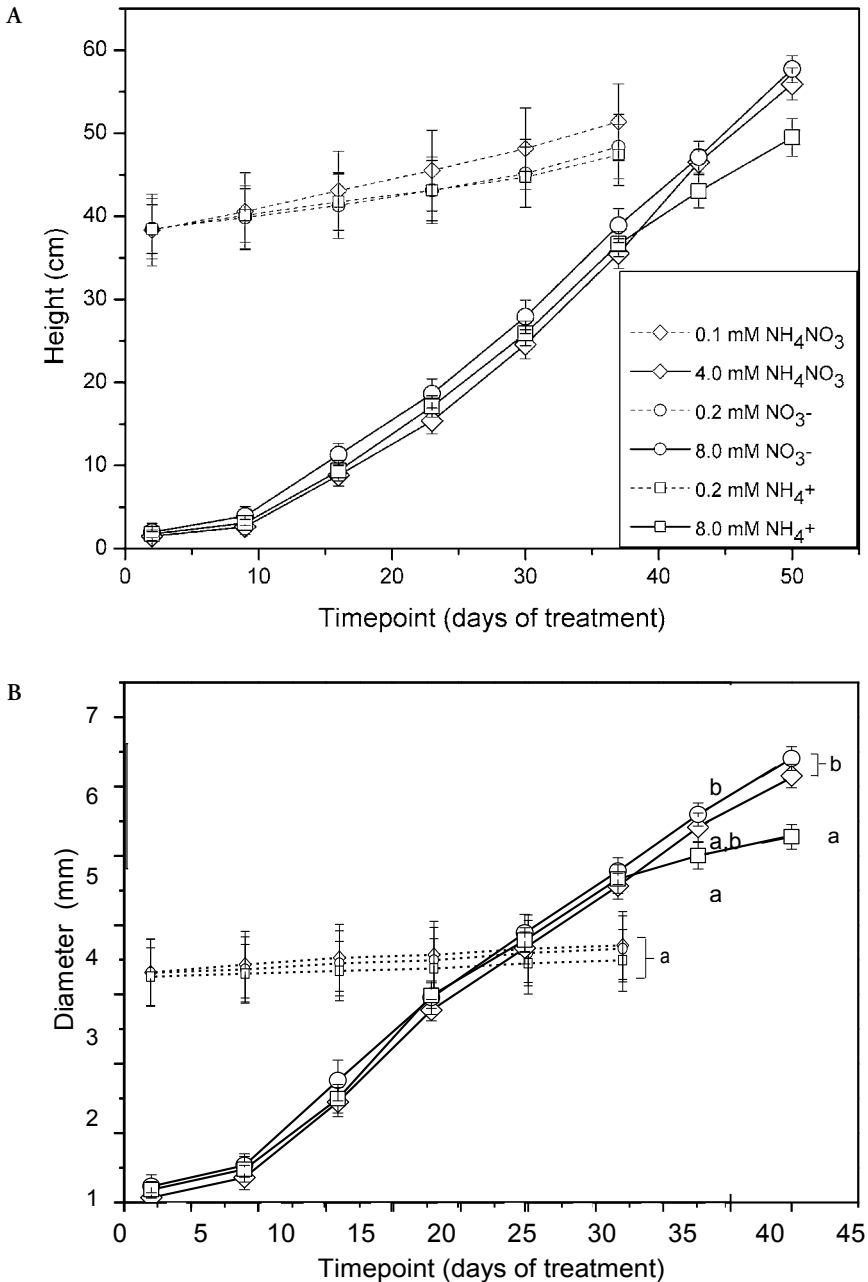 A
60
50
40
30
20
10
0
Height (cm)
0.1 mM NH4NO3
4.0 mM NH4NO3
0.2 mM NO3-
8.0 mM NO3-
0.2 mM NH4+
8.0 mM NH4+
0 10 20 30 40 50
Timepoint (days of treatment)
B
7
6
5
4
3
2
1
Diameter (mm)
b
b
a,b
a
a
a
0 5 10 15 20 25 30 35 40 45
Timepoint (days of treatment)